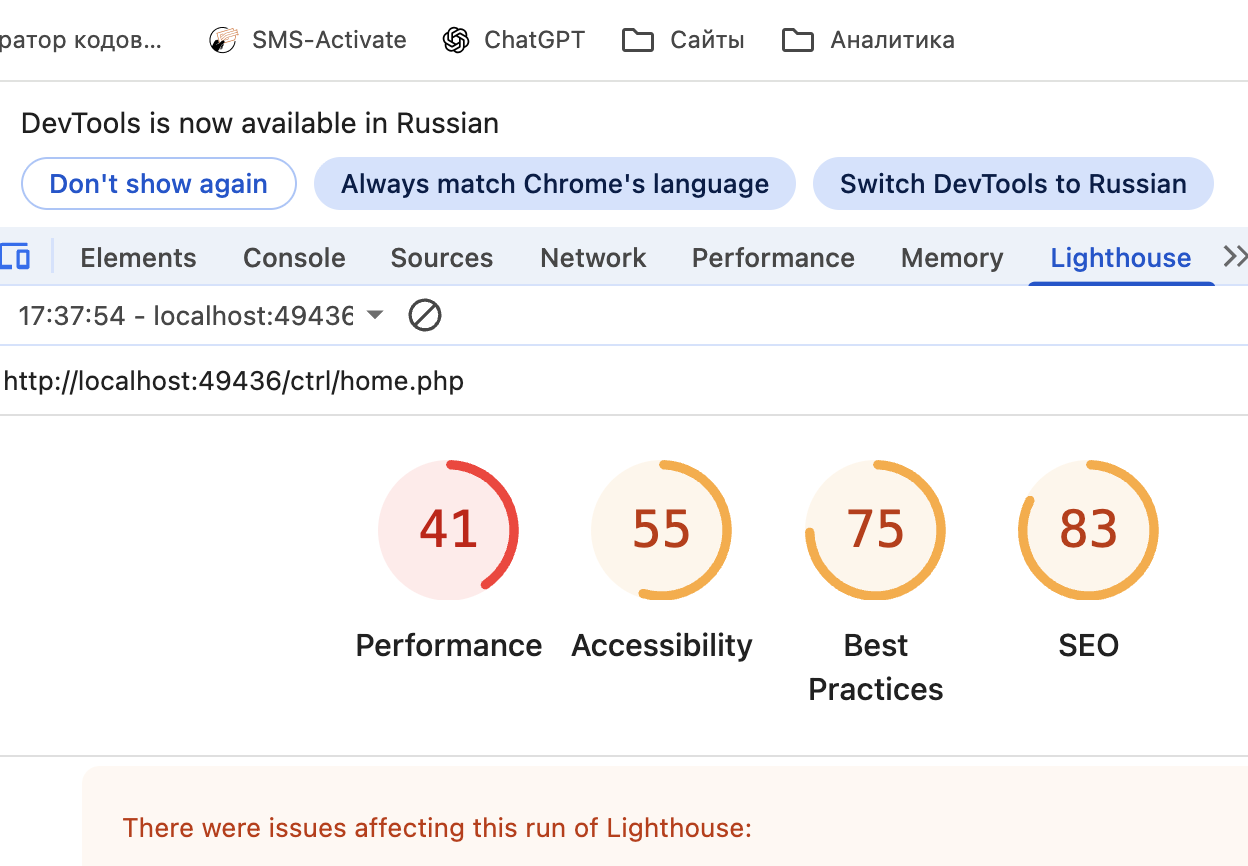 ратор кодов... SMS-Activate ChatGPT Сайты Аналитика
DevTools is now available in Russian
Don't show again Always match Chrome's language Switch DevTools to Russian
Elements Console Sources Network Performance Memory Lighthouse
17:37:54 - localhost:49436
http://localhost:49436/ctrl/home.php
41 55 75 83
Performance Accessibility Best Practices SEO
There were issues affecting this run of Lighthouse: